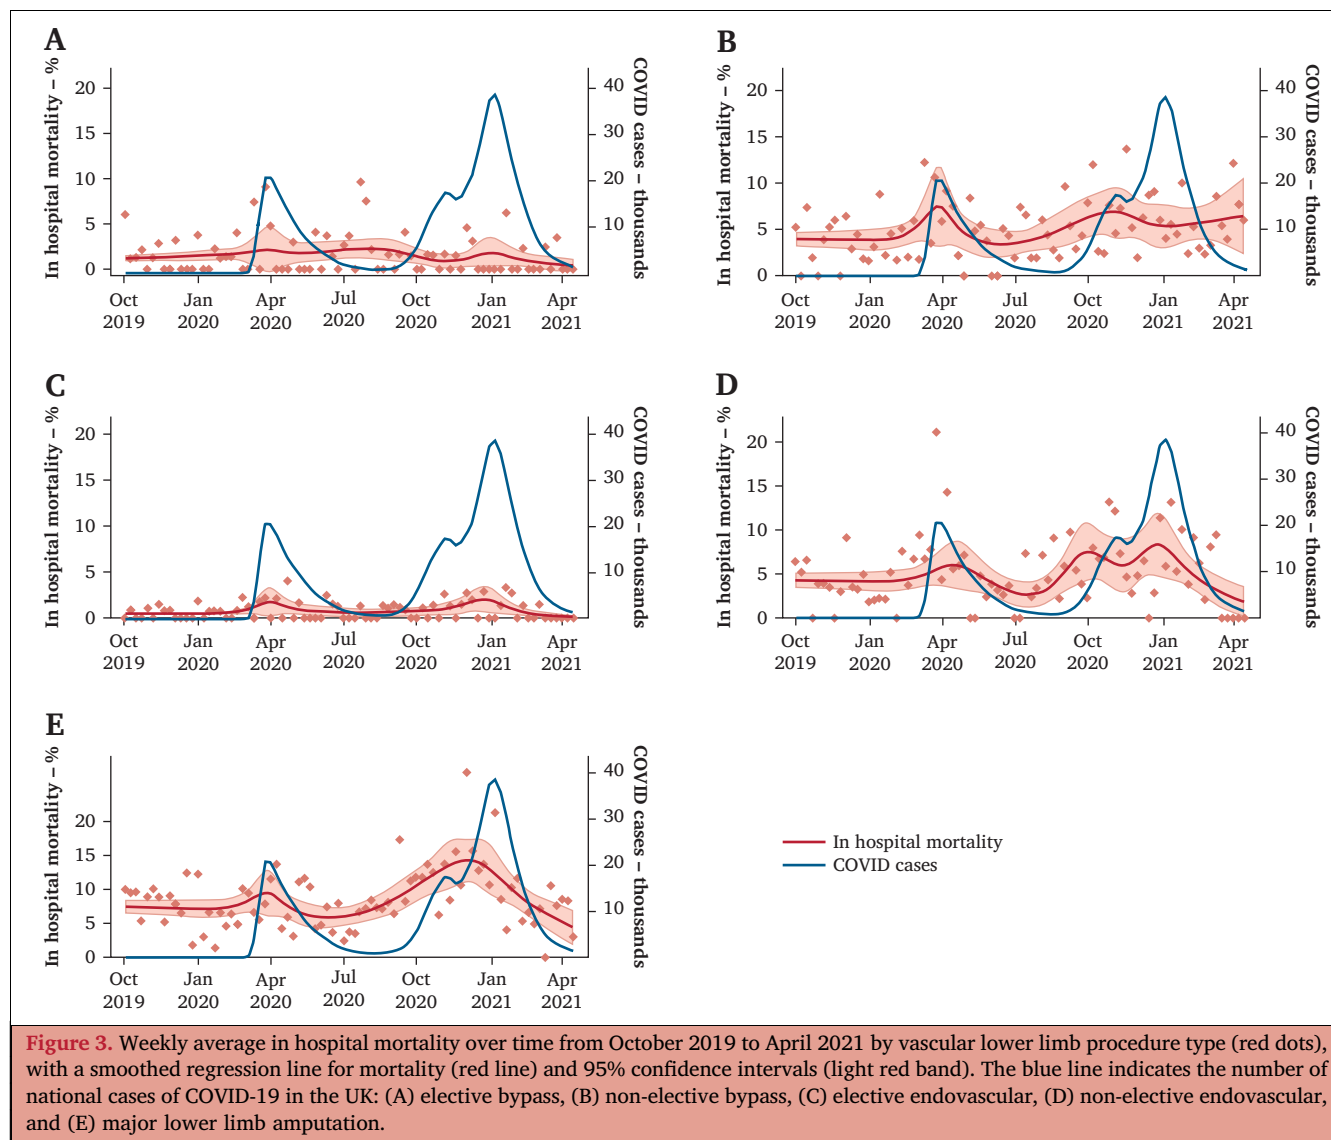 A
In hospital mortality – %
20
15
10
5
0
COVID cases – thousands
40
30
20
10
Oct 2019
Jan 2020
Apr 2020
Jul 2020
Oct 2020
Jan 2021
Apr 2021
B
In hospital mortality – %
20
15
10
5
0
COVID cases – thousands
40
30
20
10
Oct 2019
Jan 2020
Apr 2020
Jul 2020
Oct 2020
Jan 2021
Apr 2021
C
In hospital mortality – %
20
15
10
5
0
COVID cases – thousands
40
30
20
10
Oct 2019
Jan 2020
Apr 2020
Jul 2020
Oct 2020
Jan 2021
Apr 2021
D
In hospital mortality – %
20
15
10
5
0
COVID cases – thousands
40
30
20
10
Oct 2019
Jan 2020
Apr 2020
Jul 2020
Oct 2020
Jan 2021
Apr 2021
E
In hospital mortality – %
20
15
10
5
0
COVID cases – thousands
40
30
20
10
Oct 2019
Jan 2020
Apr 2020
Jul 2020
Oct 2020
Jan 2021
Apr 2021
In hospital mortality
COVID cases
Figure 3. Weekly average in hospital mortality over time from October 2019 to April 2021 by vascular lower limb procedure type (red dots),
with a smoothed regression line for mortality (red line) and 95% confidence intervals (light red band). The blue line indicates the number of
national cases of COVID-19 in the UK: (A) elective bypass, (B) non-elective bypass, (C) elective endovascular, (D) non-elective endovascular,
and (E) major lower limb amputation.